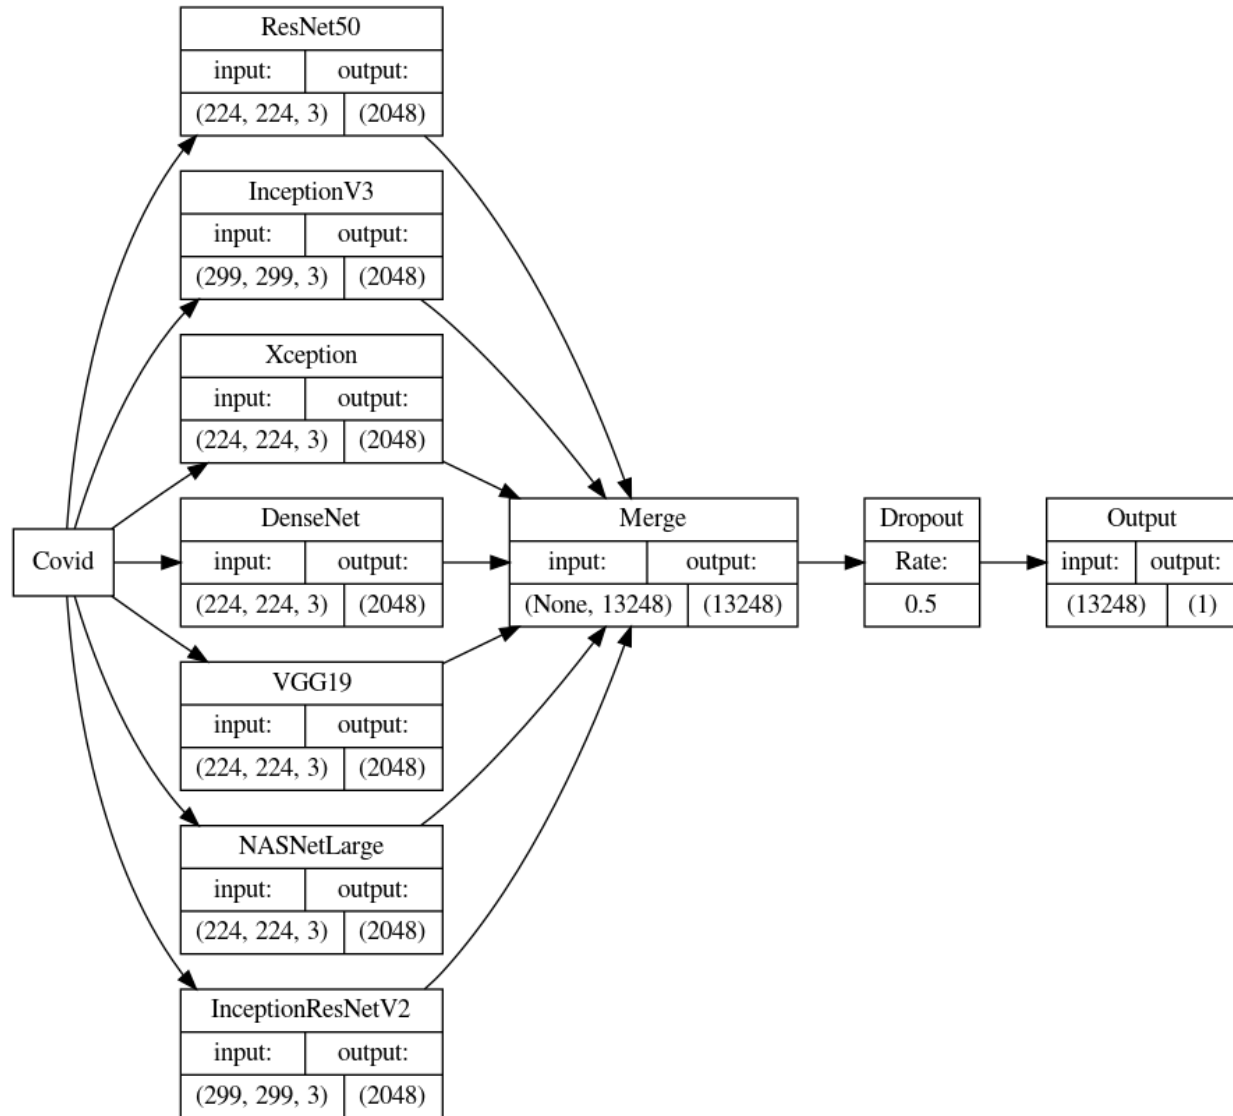 ResNet50
input: output:
(224, 224, 3) (2048)
InceptionV3
input: output:
(299, 299, 3) (2048)
Xception
input: output:
(224, 224, 3) (2048)
Covid
DenseNet
input: output:
(224, 224, 3) (2048)
VGG19
input: output:
(224, 224, 3) (2048)
NASNetLarge
input: output:
(224, 224, 3) (2048)
InceptionResNetV2
input: output:
(299, 299, 3) (2048)
Merge
input: output:
(None, 13248) (13248)
Dropout
Rate:
0.5
Output
input: output:
(13248) (1)